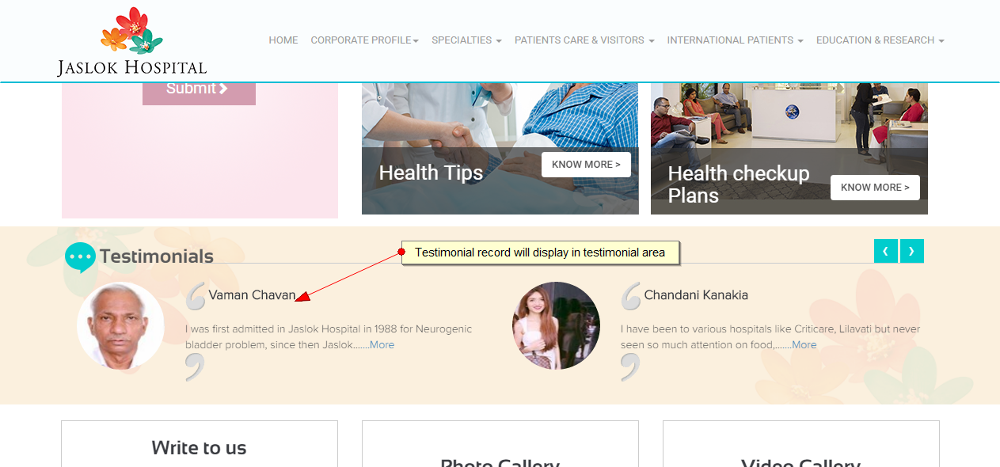 JASLOK HOSPITAL
HOME CORPORATE PROFILE SPECIALTIES PATIENTS CARE & VISITORS INTERNATIONAL PATIENTS EDUCATION & RESEARCH
Submit
Health Tips
KNOW MORE >
Health checkup
Plans
KNOW MORE >
Testimonials
Testimonial record will display in testimonial area
Vaman Chavan
I was first admitted in Jaslok Hospital in 1988 for Neurogenic
bladder problem, since then Jaslok.......More
Chandani Kanakia
I have been to various hospitals like Criticare, Lilavati but never
seen so much attention on food,.......More
Write to us
Photo Gallery
Video Gallery